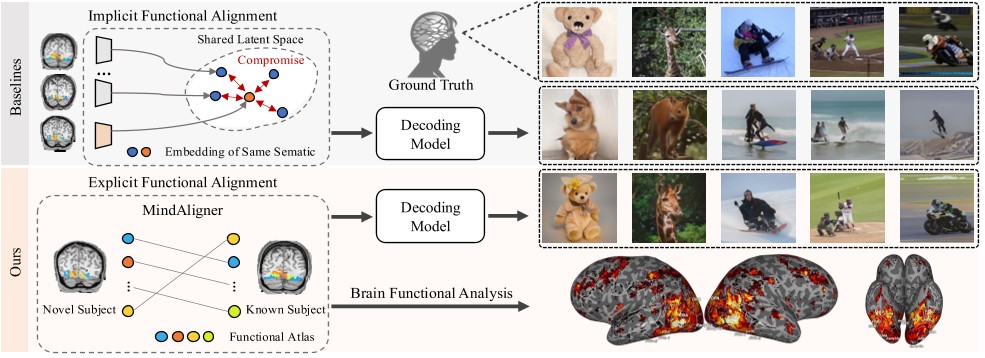 Baselines
Implicit Functional Alignment
Shared Latent Space
Compromise
...
Embedding of Same Sematic
Ground Truth
Decoding
Model
Ours
Explicit Functional Alignment
MindAligner
Novel Subject
Known Subject
Functional Atlas
Decoding
Model
Brain Functional Analysis